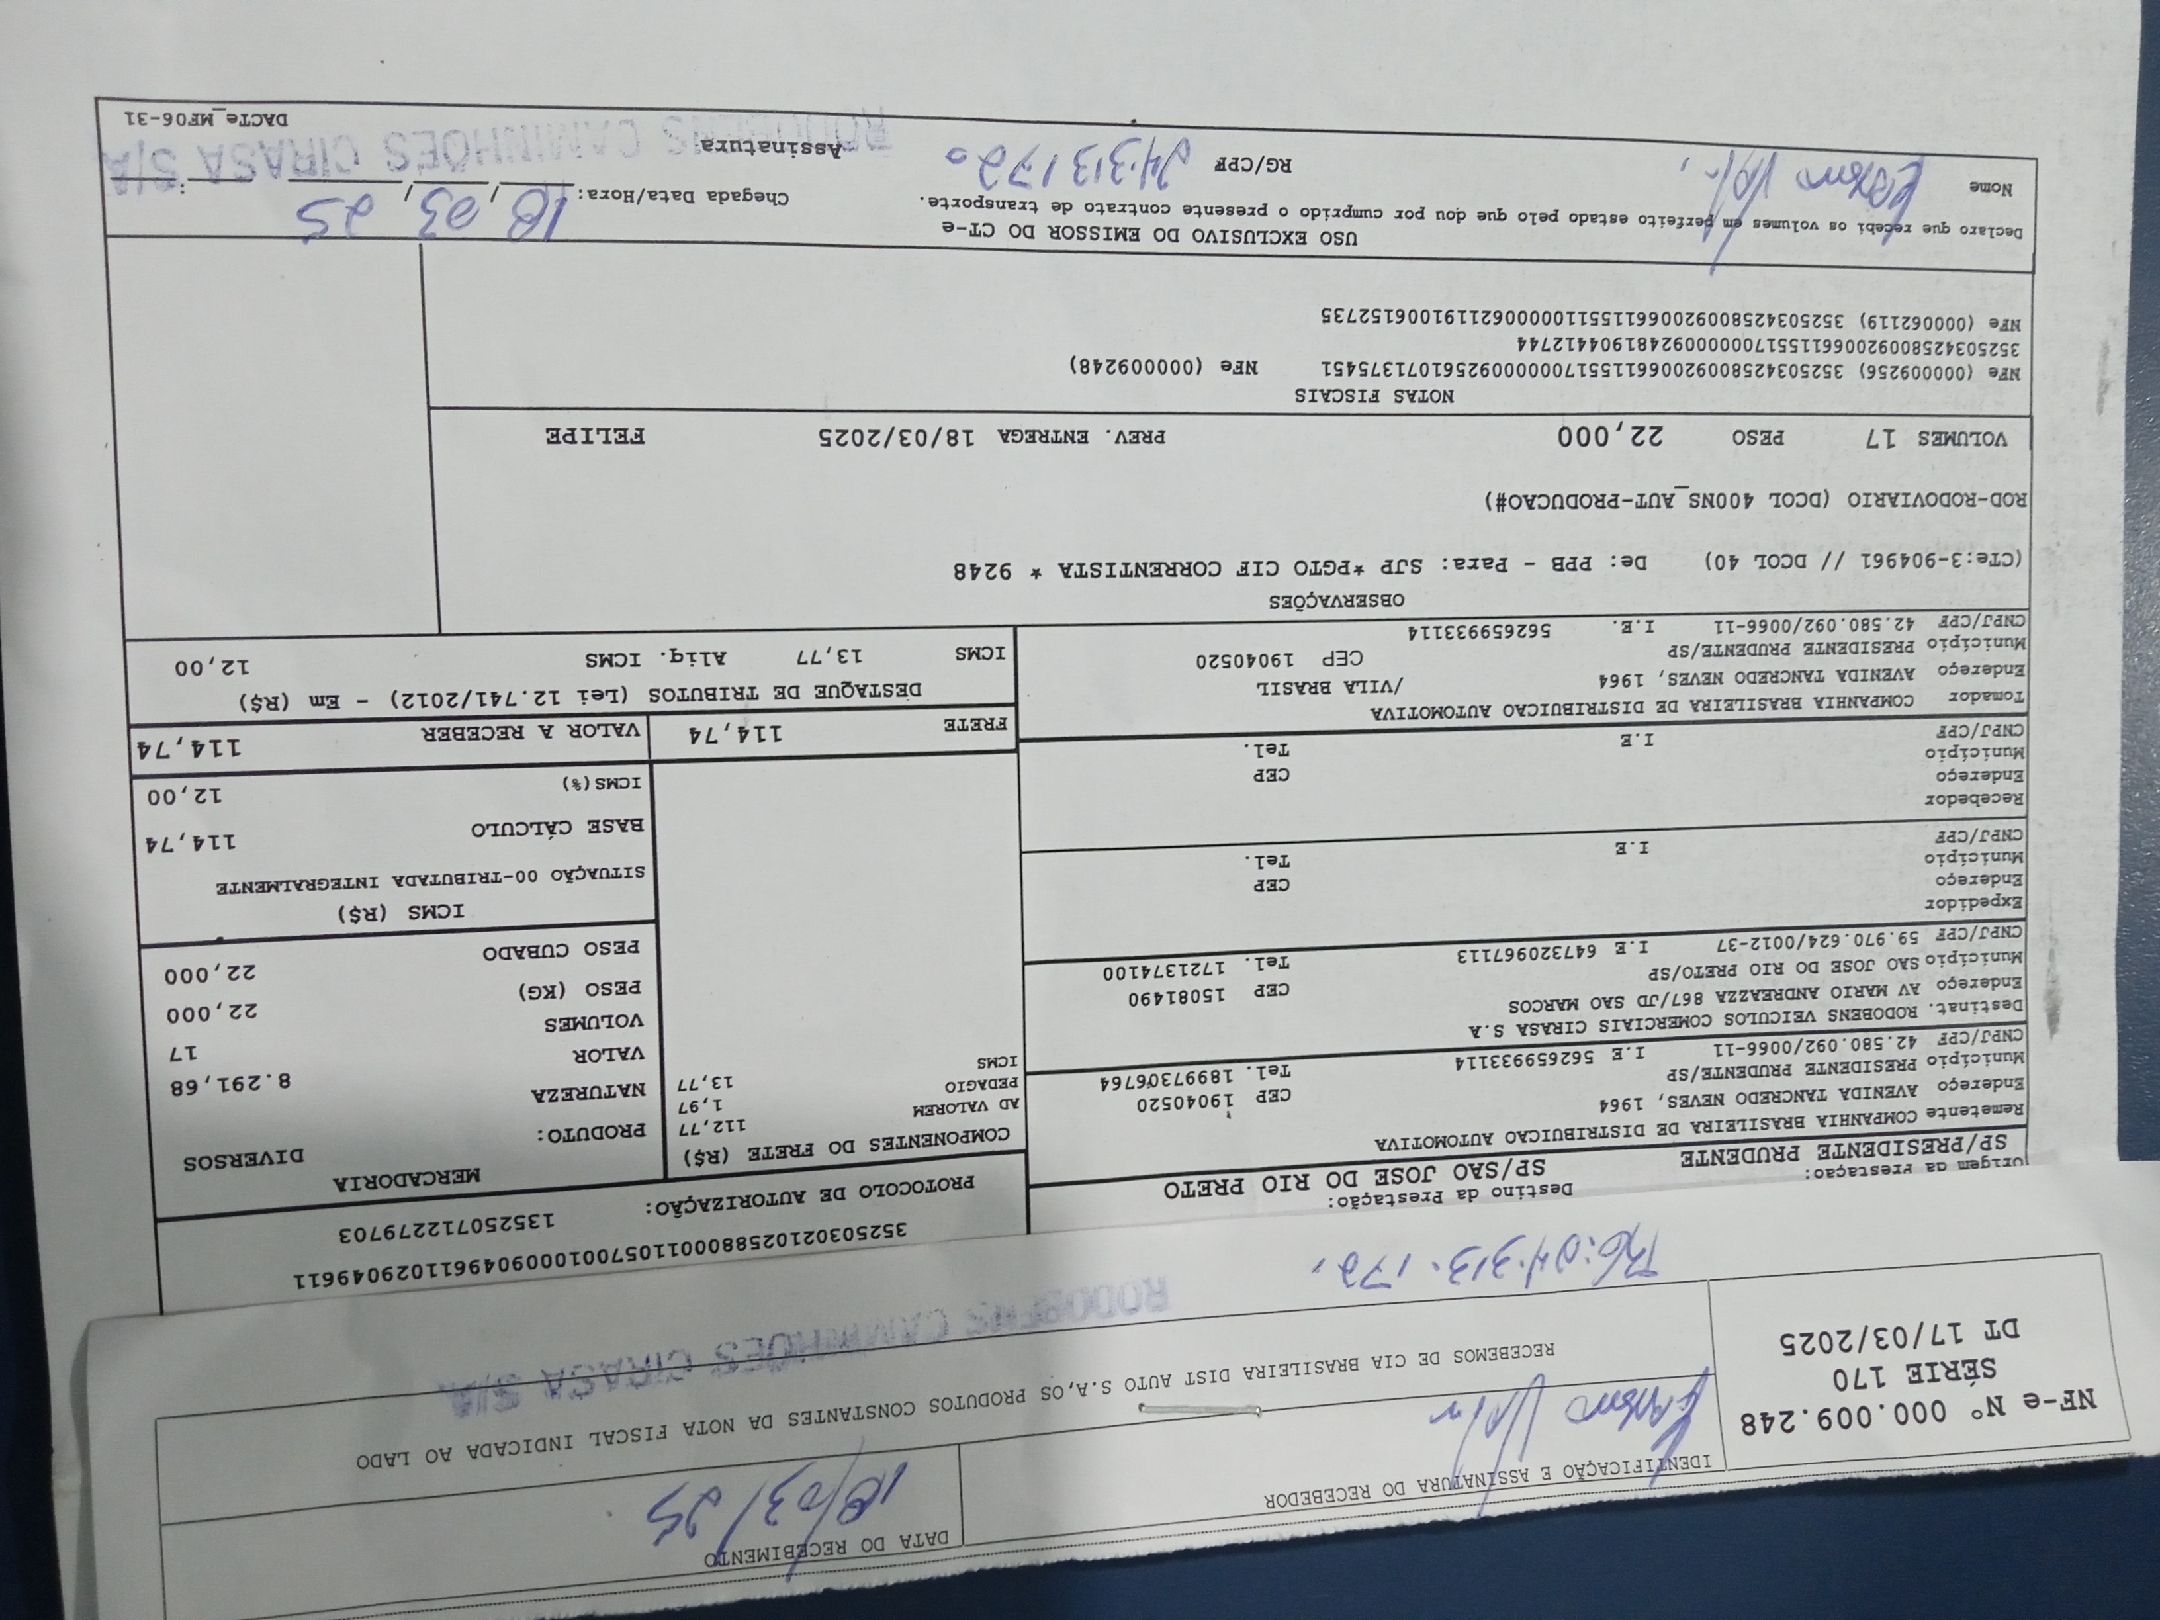 DATA DO RECEBIMENTO
18/03/25
IDENTIFICAÇÃO E ASSINATURA DO RECEBEDOR
NF-e Nº 000.009.248
SÉRIE 170
DT 17/03/2025
RECEBEMOS DE CIA BRASILEIRA DIST AUTO S.A,OS PRODUTOS CONSTANTES DA NOTA FISCAL INDICADA AO LADO
RODOBENS CAMINHÕES CIRASA S/A
RG: 24.313.172.
35250302102588000110570010009049611029049611
PROTOCOLO DE AUTORIZAÇÃO:
135250712279703
Origem da Prestação:
SP/PRESIDENTE PRUDENTE
Destino da Prestação:
SP/SAO JOSE DO RIO PRETO
Remetente COMPANHIA BRASILEIRA DE DISTRIBUICAO AUTOMOTIVA
Endereço AVENIDA TANCREDO NEVES, 1964
CEP 19040520
Município PRESIDENTE PRUDENTE/SP
Tel. 18997306764
CNPJ/CPF 42.580.092/0066-11 I.E 562659933114
Destinat. RODOBENS VEICULOS COMERCIAIS CIRASA S.A
Endereço AV MARIO ANDREAZZA 867/JD SAO MARCOS
CEP 15081490
Município SAO JOSE DO RIO PRETO/SP
Tel. 1721374100
CNPJ/CPF 59.970.624/0012-37 I.E 647320967113
Expedidor
Endereço
CEP
Município
Tel.
CNPJ/CPF
I.E
Recebedor
Endereço
CEP
Município
Tel.
CNPJ/CPF
I.E
Tomador COMPANHIA BRASILEIRA DE DISTRIBUICAO AUTOMOTIVA
Endereço AVENIDA TANCREDO NEVES, 1964 /VILA BRASIL
Município PRESIDENTE PRUDENTE/SP CEP 19040520
CNPJ/CPF 42.580.092/0066-11 I.E. 562659933114
COMPONENTES DO FRETE (R$)
112,77
AD VALOREM 1,97
PEDAGIO 13,77
ICMS
MERCADORIA
PRODUTO: DIVERSOS
NATUREZA
VALOR 8.291,68
VOLUMES 17
PESO (KG) 22,000
PESO CUBADO 22,000
ICMS (R$)
SITUAÇÃO 00-TRIBUTADA INTEGRALMENTE
BASE CÁLCULO 114,74
ICMS(%) 12,00
FRETE 114,74
VALOR A RECEBER 114,74
DESTAQUE DE TRIBUTOS (Lei 12.741/2012) - Em (R$)
ICMS 13,77 Aliq. ICMS 12,00
OBSERVAÇÕES
(CTe:3-904961 // DCOL 40) De: PPB - Para: SJP *PGTO CIF CORRENTISTA * 9248
ROD-RODOVIARIO (DCOL 400NS_AUT-PRODUCAO#)
VOLUMES 17 PESO 22,000 PREV. ENTREGA 18/03/2025 FELIPE
NOTAS FISCAIS
NFe (000009256) 35250342580092006611551700000092561071375451 NFe (000009248)
35250342580092006611551700000092481904412744
NFe (000062119) 35250342580092006611551100000621191006152735
USO EXCLUSIVO DO EMISSOR DO CT-e
Declaro que recebi os volumes em perfeito estado pelo que dou por cumprido o presente contrato de transporte.
Chegada Data/Hora: 18/03/25
Nome
RG/CPF 24.313172.
Assinatura
RODOBENS CAMINHÕES CIRASA S/A
DACTe_MF06-31